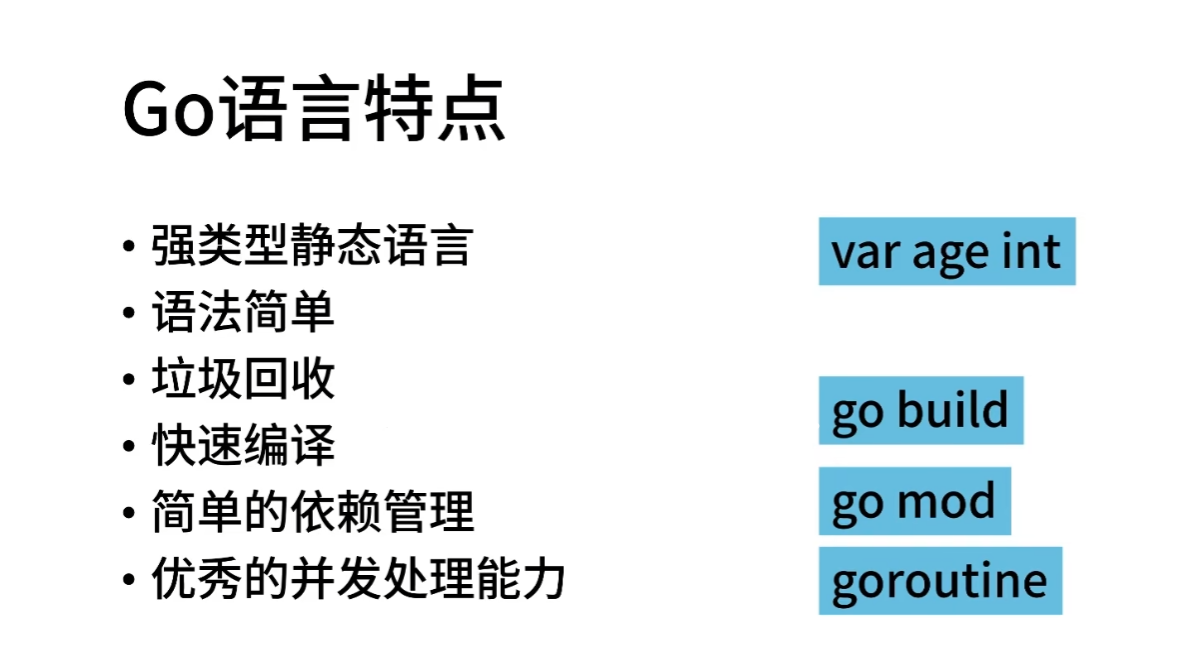 Go语言特点
• 强类型静态语言
var age int
• 语法简单
• 垃圾回收
• 快速编译
go build
• 简单的依赖管理
go mod
• 优秀的并发处理能力
goroutine